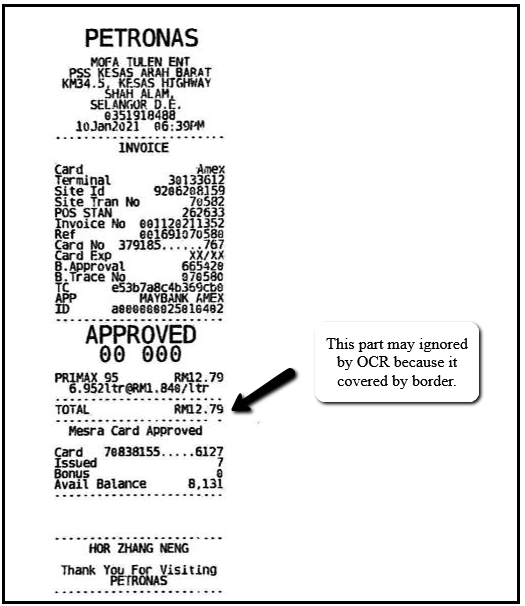 PETRONAS
MOFA TULEN ENT
PSS KESAS ARAH BARAT
KM34.5, KESAS HIGHWAY
SHAH ALAM,
SELANGOR D.E.
0351918488
10Jan2021 06:39PM
INVOICE
Card Amex
Terminal 30133612
Site Id 9206208159
Site Tran No 70582
POS STAN 262633
Invoice No 001120211352
Ref 001691070580
Card No 379185......767
Card Exp XX/XX
B.Approval 665420
B.Trace No 070580
TC e53b7a8c4b369cb0
APP MAYBANK AMEX
ID a000000025010402
APPROVED
00 000
PRIMAX 95 RM12.79
6.952ltr@RM1.840/ltr
TOTAL RM12.79
Mesra Card Approved
Card 70838155.....6127
Issued 7
Bonus 0
Avail Balance 8,131
HOR ZHANG NENG
Thank You For Visiting
PETRONAS
This part may ignored
by OCR because it
covered by border.